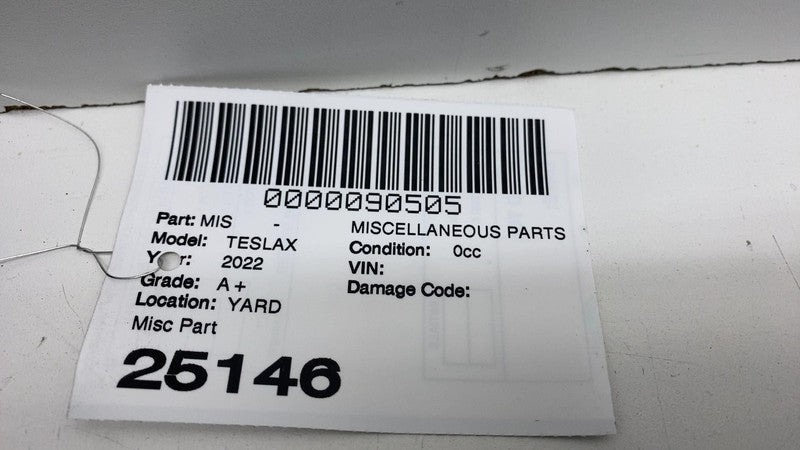 0000090505
Part: MIS - MISCELLANEOUS PARTS
Model: TESLAX Condition: 0cc
Year: 2022 VIN:
Grade: A+ Damage Code:
Location: YARD
Misc Part
25146